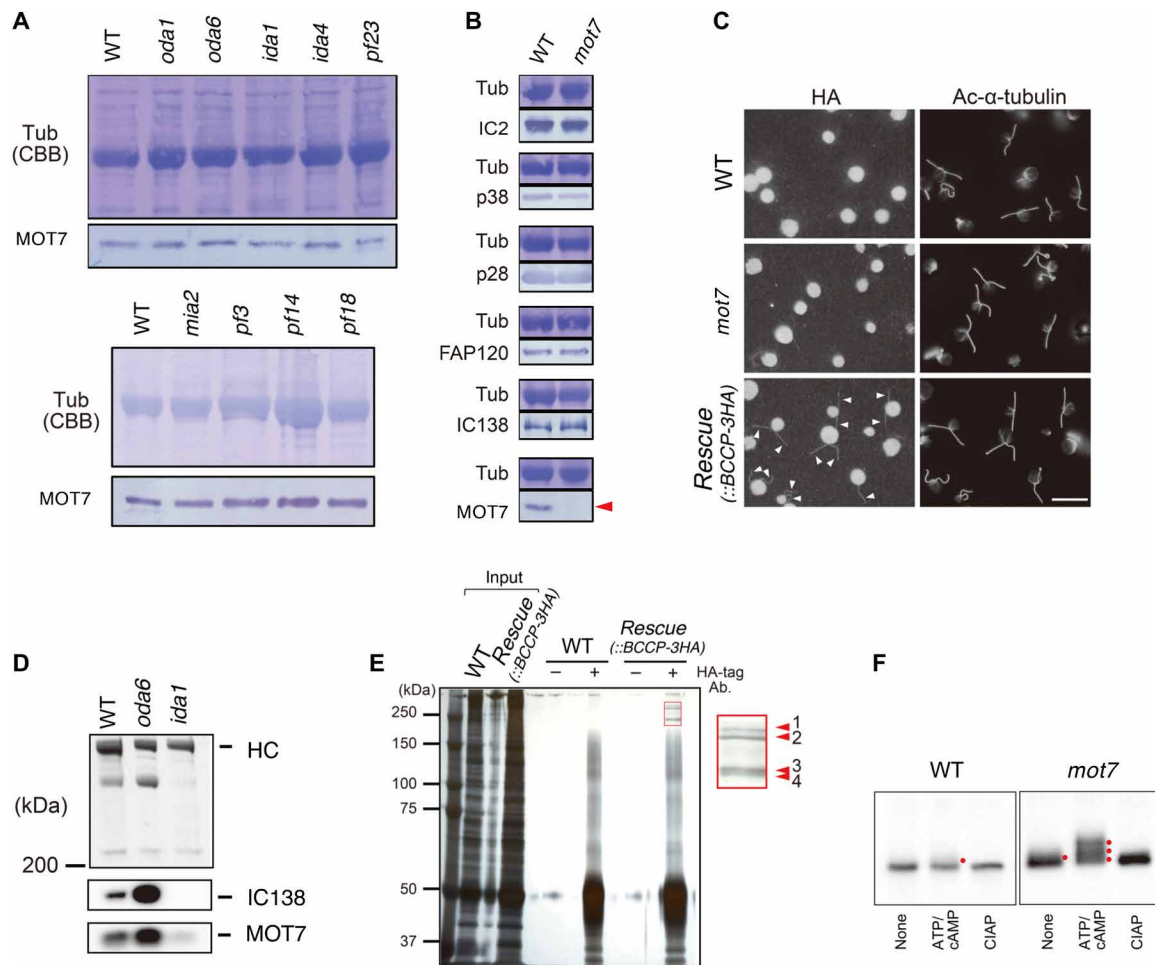 A
WT
oda1
oda6
ida1
ida4
pf23
Tub
(CBB)
MOT7
WT
mia2
pf3
pf14
pf18
Tub
(CBB)
MOT7
B
WT
mot7
Tub
IC2
Tub
p38
Tub
p28
Tub
FAP120
Tub
IC138
Tub
MOT7
C
HA
Ac-α-tubulin
WT
mot7
Rescue
(::BCCP-3HA)
D
WT
oda6
ida1
HC
(kDa)
200
IC138
MOT7
E
Input
WT
Rescue
(::BCCP-3HA)
WT
Rescue
(::BCCP-3HA)
– + – +
HA-tag
Ab.
(kDa)
250
150
100
75
50
37
1
2
3
4
F
WT
mot7
None
ATP/
cAMP
CIAP
None
ATP/
cAMP
CIAP